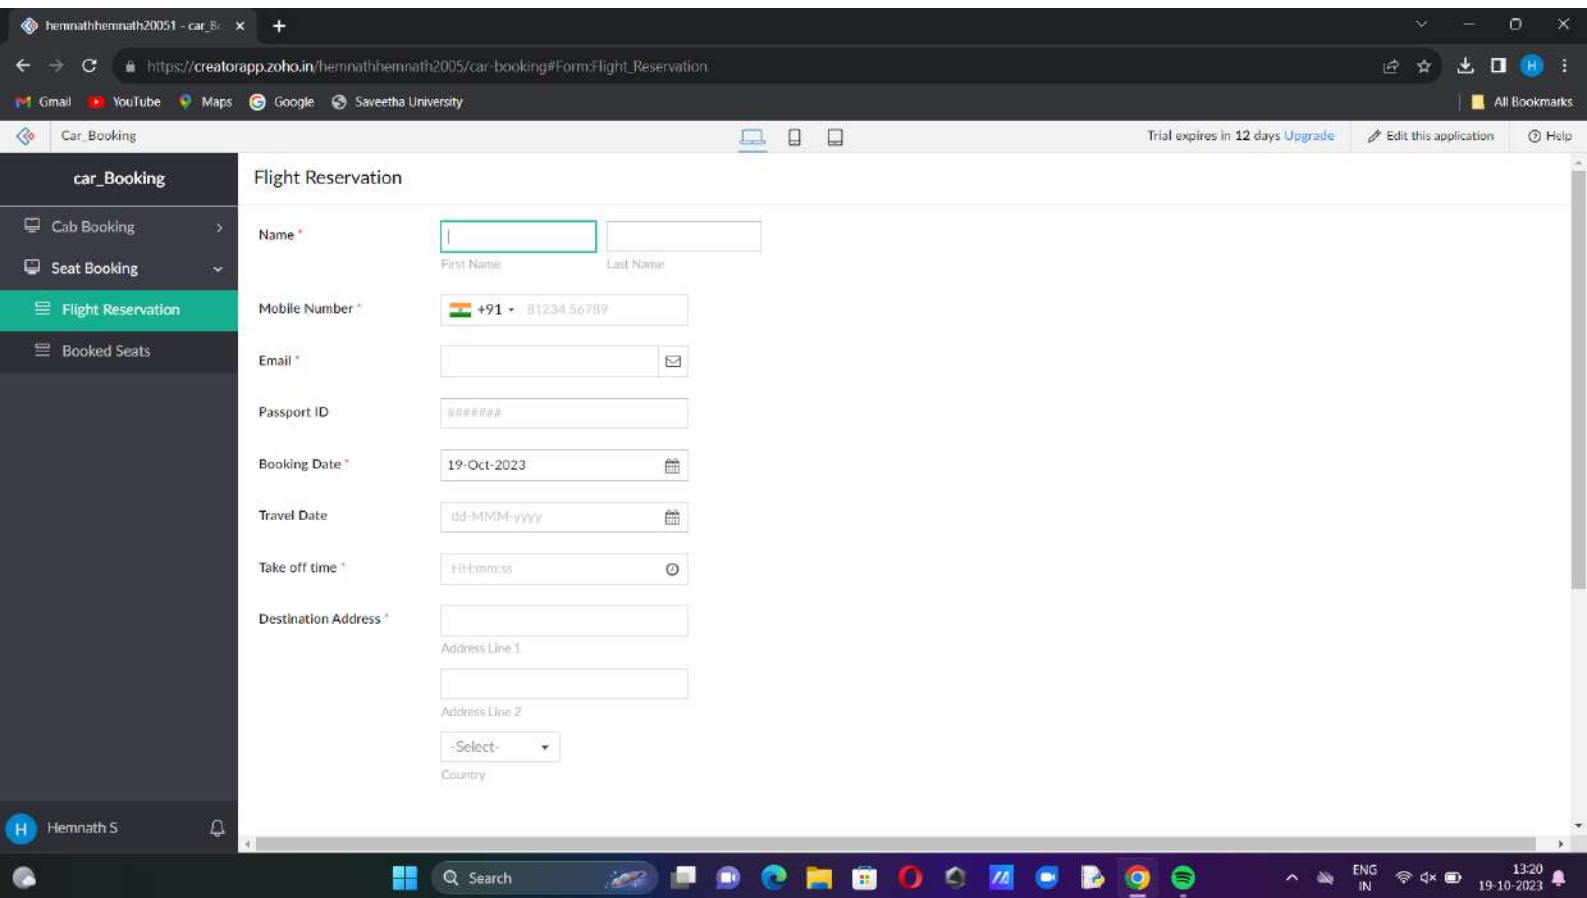 hemnathhemnath20051 - car_Bo
https://creatorapp.zoho.in/hemnathhemnath2005/car-booking#Form:Flight_Reservation
H
Gmail YouTube Maps Google Saveetha University All Bookmarks
Car_Booking Trial expires in 12 days Upgrade Edit this application Help
car_Booking
Flight Reservation
Cab Booking
Seat Booking
Flight Reservation
Booked Seats
Name *
First Name Last Name
Mobile Number * +91 81234 56789
Email *
Passport ID #######
Booking Date * 19-Oct-2023
Travel Date dd-MMM-yyyy
Take off time * HH:mm:ss
Destination Address *
Address Line 1
Address Line 2
-Select-
Country
H Hemnath S
Search
ENG
IN
13:20
19-10-2023